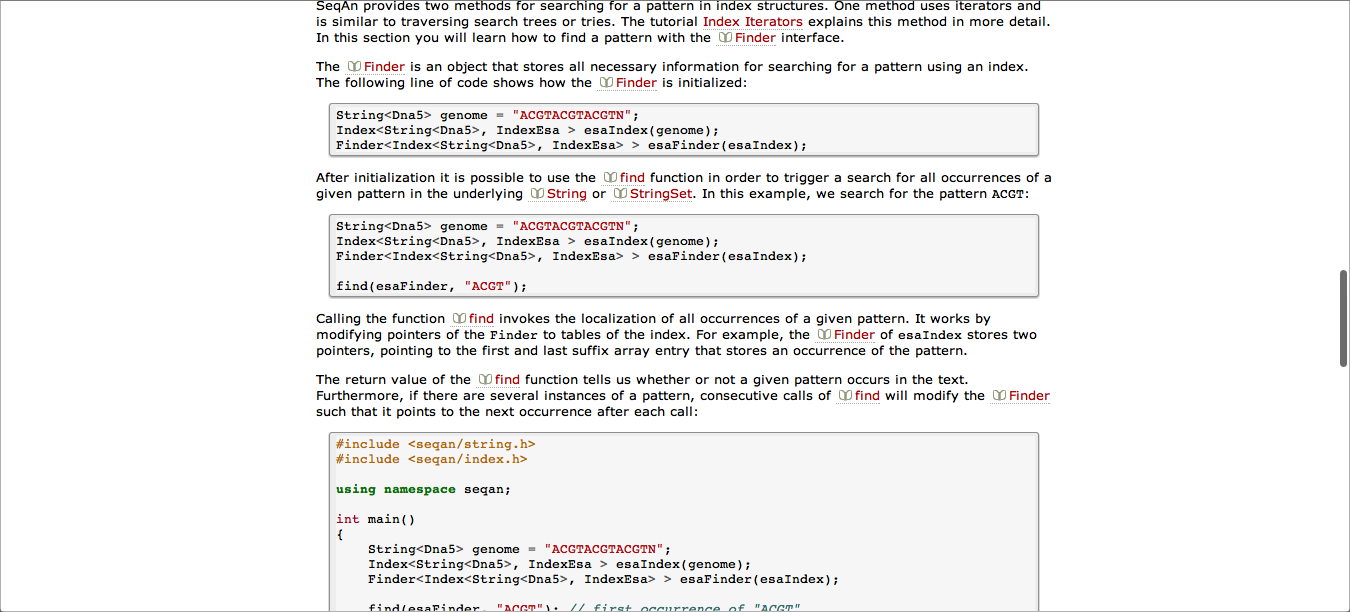 SeqAn provides two methods for searching for a pattern in index structures. One method uses iterators and
is similar to traversing search trees or tries. The tutorial Index Iterators explains this method in more detail.
In this section you will learn how to find a pattern with the Finder interface.
The Finder is an object that stores all necessary information for searching for a pattern using an index.
The following line of code shows how the Finder is initialized:
String<Dna5> genome = "ACGTACGTACGTN";
Index<String<Dna5>, IndexEsa > esaIndex(genome);
Finder<Index<String<Dna5>, IndexEsa> > esaFinder(esaIndex);
After initialization it is possible to use the find function in order to trigger a search for all occurrences of a
given pattern in the underlying String or StringSet. In this example, we search for the pattern ACGT:
String<Dna5> genome = "ACGTACGTACGTN";
Index<String<Dna5>, IndexEsa > esaIndex(genome);
Finder<Index<String<Dna5>, IndexEsa> > esaFinder(esaIndex);
find(esaFinder, "ACGT");
Calling the function find invokes the localization of all occurrences of a given pattern. It works by
modifying pointers of the Finder to tables of the index. For example, the Finder of esaIndex stores two
pointers, pointing to the first and last suffix array entry that stores an occurrence of the pattern.
The return value of the find function tells us whether or not a given pattern occurs in the text.
Furthermore, if there are several instances of a pattern, consecutive calls of find will modify the Finder
such that it points to the next occurrence after each call:
#include <seqan/string.h>
#include <seqan/index.h>
using namespace seqan;
int main()
{
String<Dna5> genome = "ACGTACGTACGTN";
Index<String<Dna5>, IndexEsa > esaIndex(genome);
Finder<Index<String<Dna5>, IndexEsa> > esaFinder(esaIndex);
find(esaFinder, "ACGT"); // first occurrence of "ACGT"